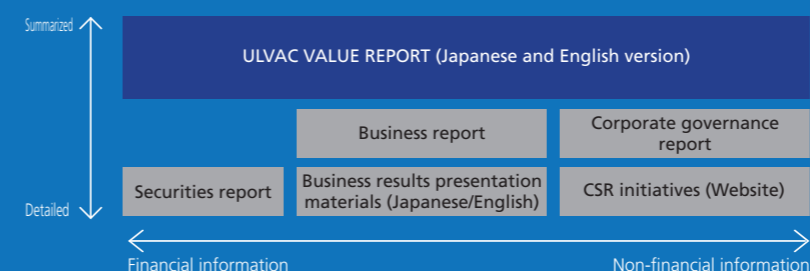 Summarized
ULVAC VALUE REPORT (Japanese and English version)
Business report
Corporate governance
report
Securities report
Business results presentation
materials (Japanese/English)
CSR initiatives (Website)
Detailed
Financial information
Non-financial information